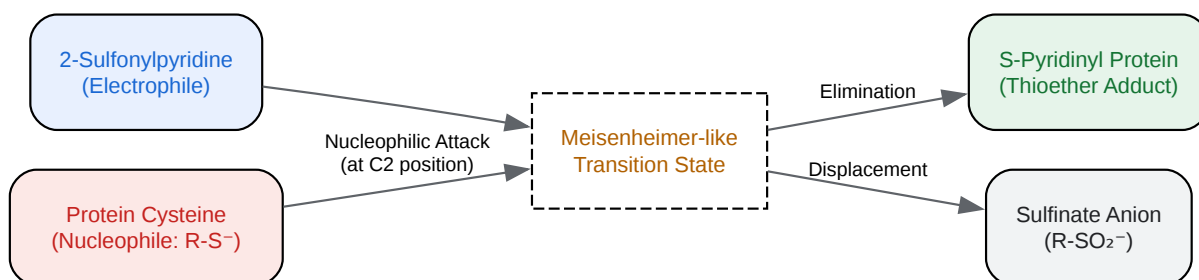 2-Sulfonylpyridine
(Electrophile)
Protein Cysteine
(Nucleophile: R-S⁻)
Nucleophilic Attack
(at C2 position)
Meisenheimer-like
Transition State
Elimination
Displacement
S-Pyridinyl Protein
(Thioether Adduct)
Sulfinate Anion
(R-SO₂⁻)